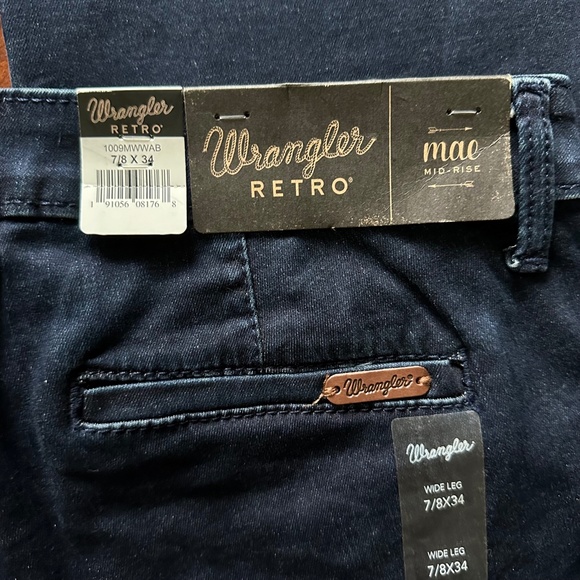 Wrangler
RETRO®
1009MWWAB
7/8 X 34
1 91056 08176 8
Wrangler
RETRO®
mae
MID-RISE
Wrangler
Wrangler
WIDE LEG
7/8X34
WIDE LEG
7/8X34